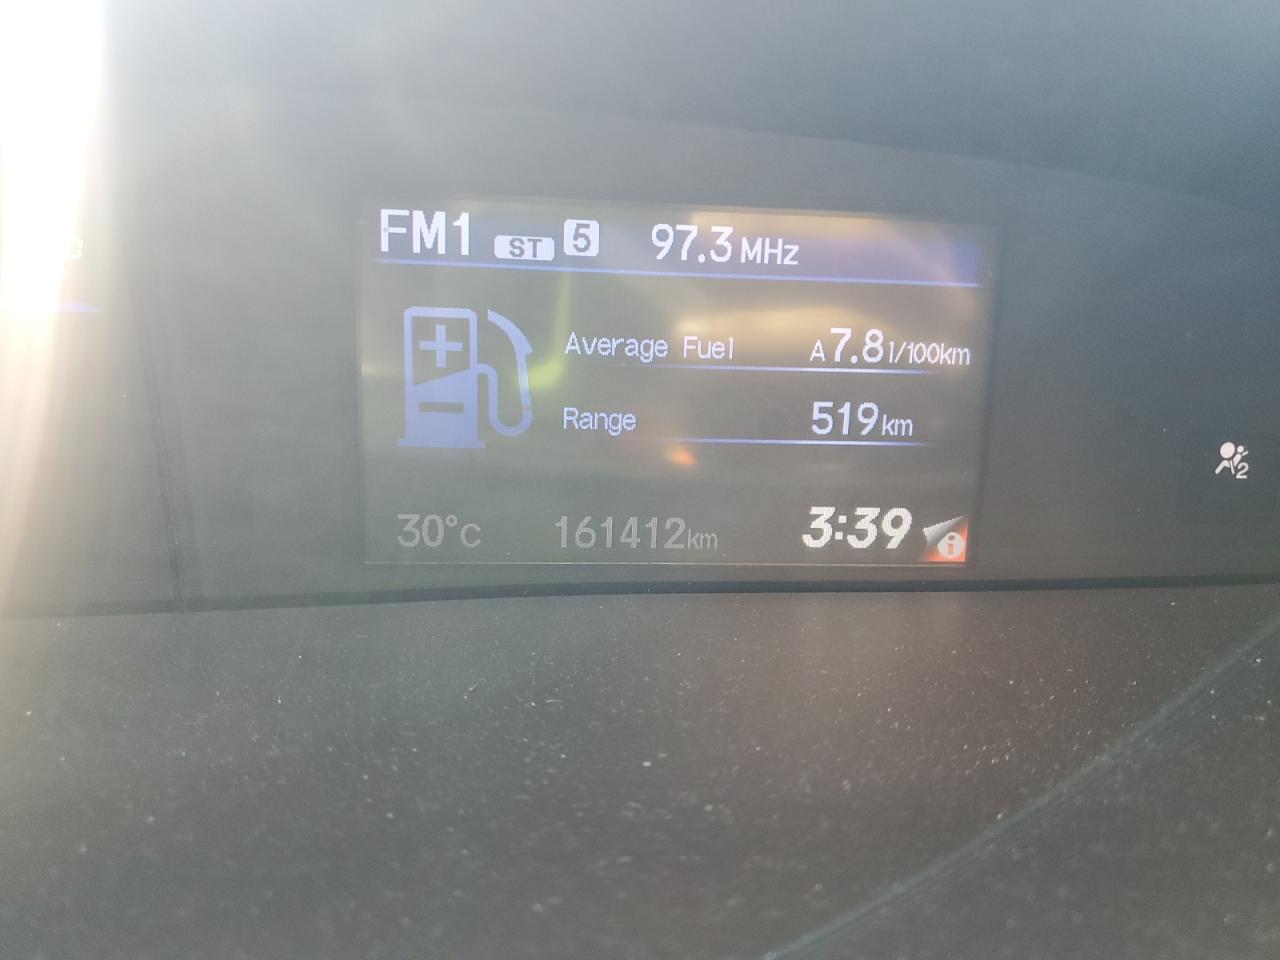 FM1 ST 5 97.3 MHz
Average Fuel A 7.8 l/100km
Range 519 km
30°C 161412 km 3:39 i
2